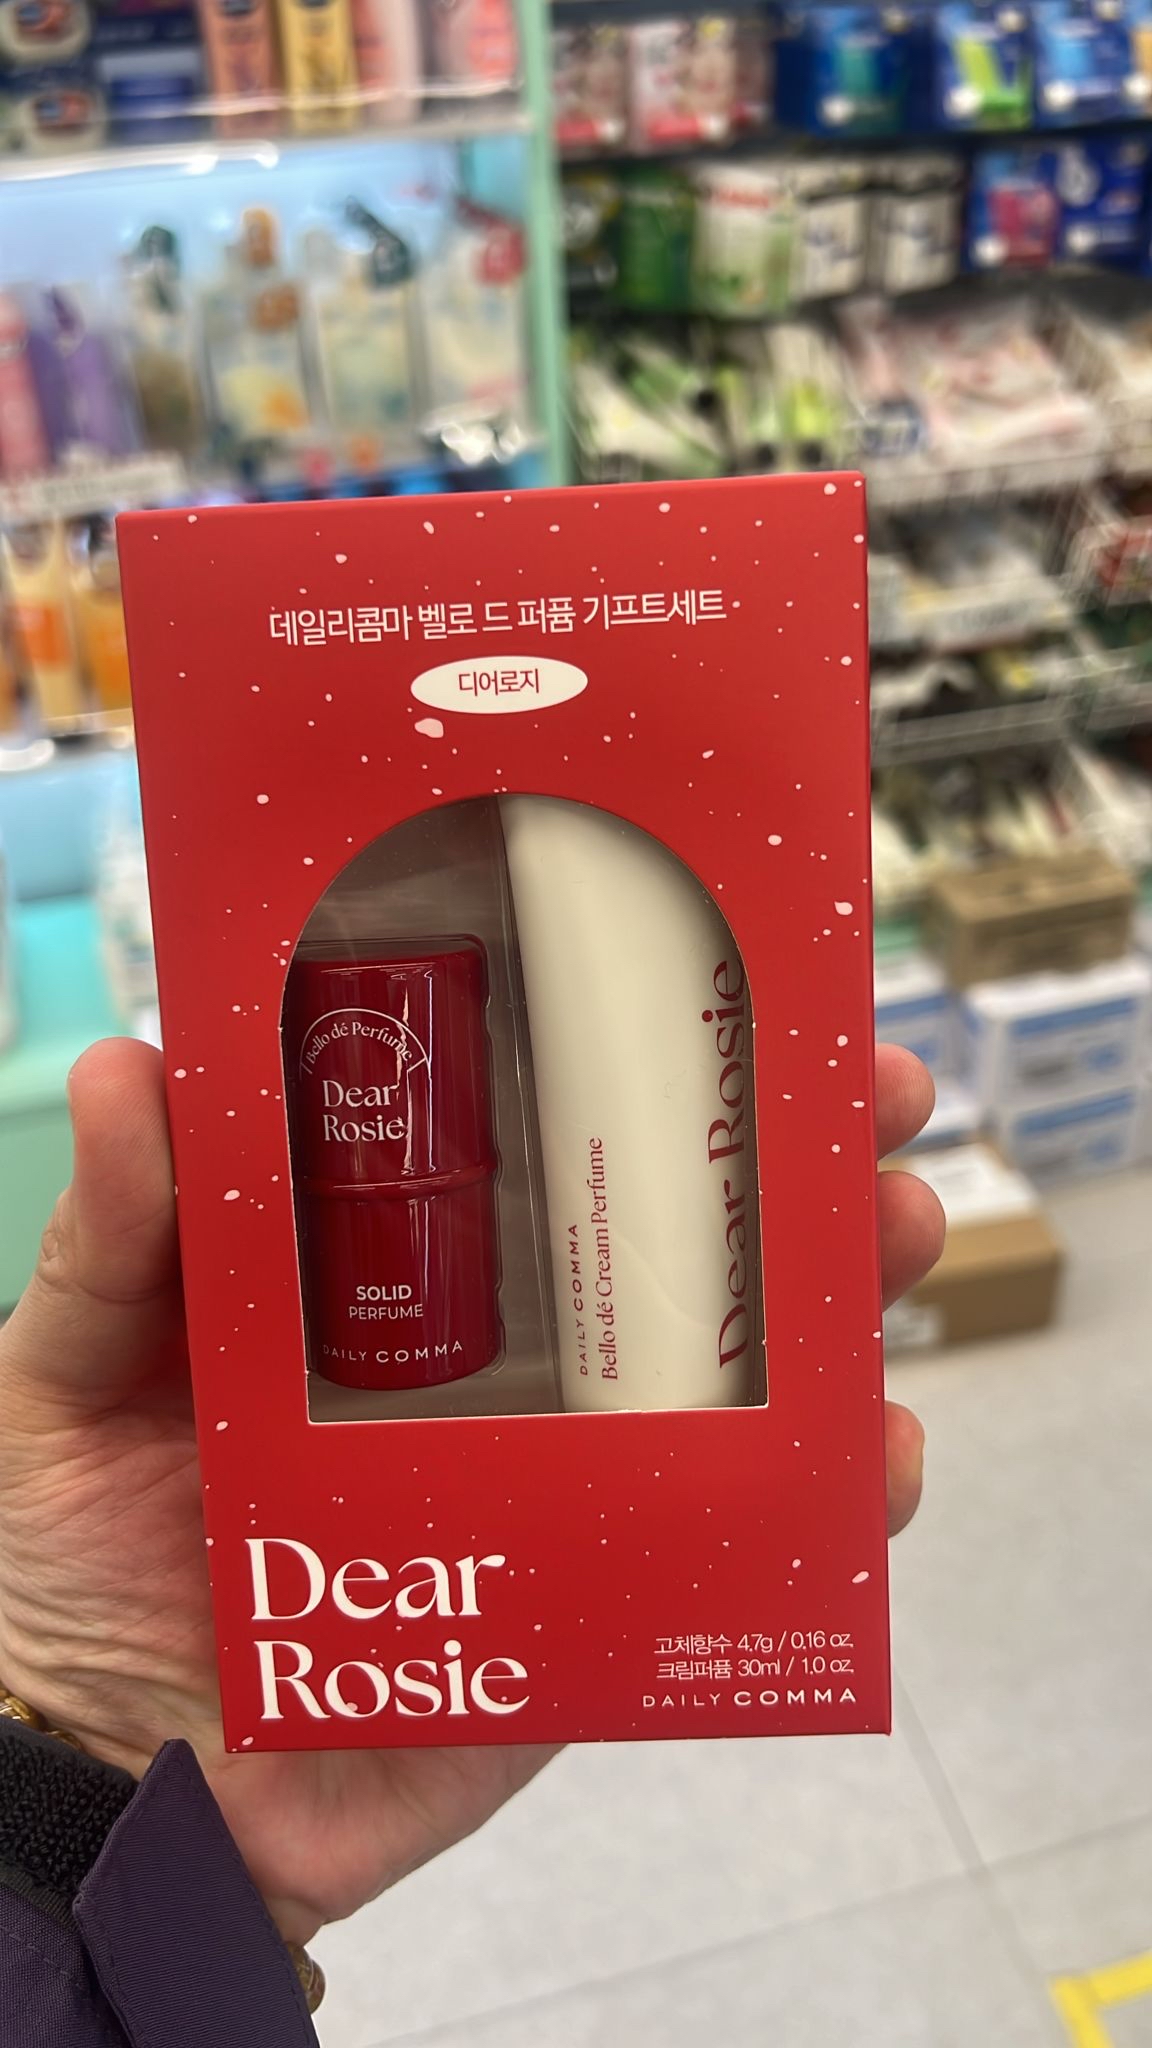 데일리콤마 벨로 드 퍼퓸 기프트세트
디어로지
Bello dé Perfume
Dear
Rosie
SOLID
PERFUME
DAILY COMMA
DAILY COMMA
Bello dé Cream Perfume
Dear Rosie
Dear
Rosie
고체향수 4.7g / 0.16 oz.
크림퍼퓸 30ml / 1.0 oz.
DAILY COMMA